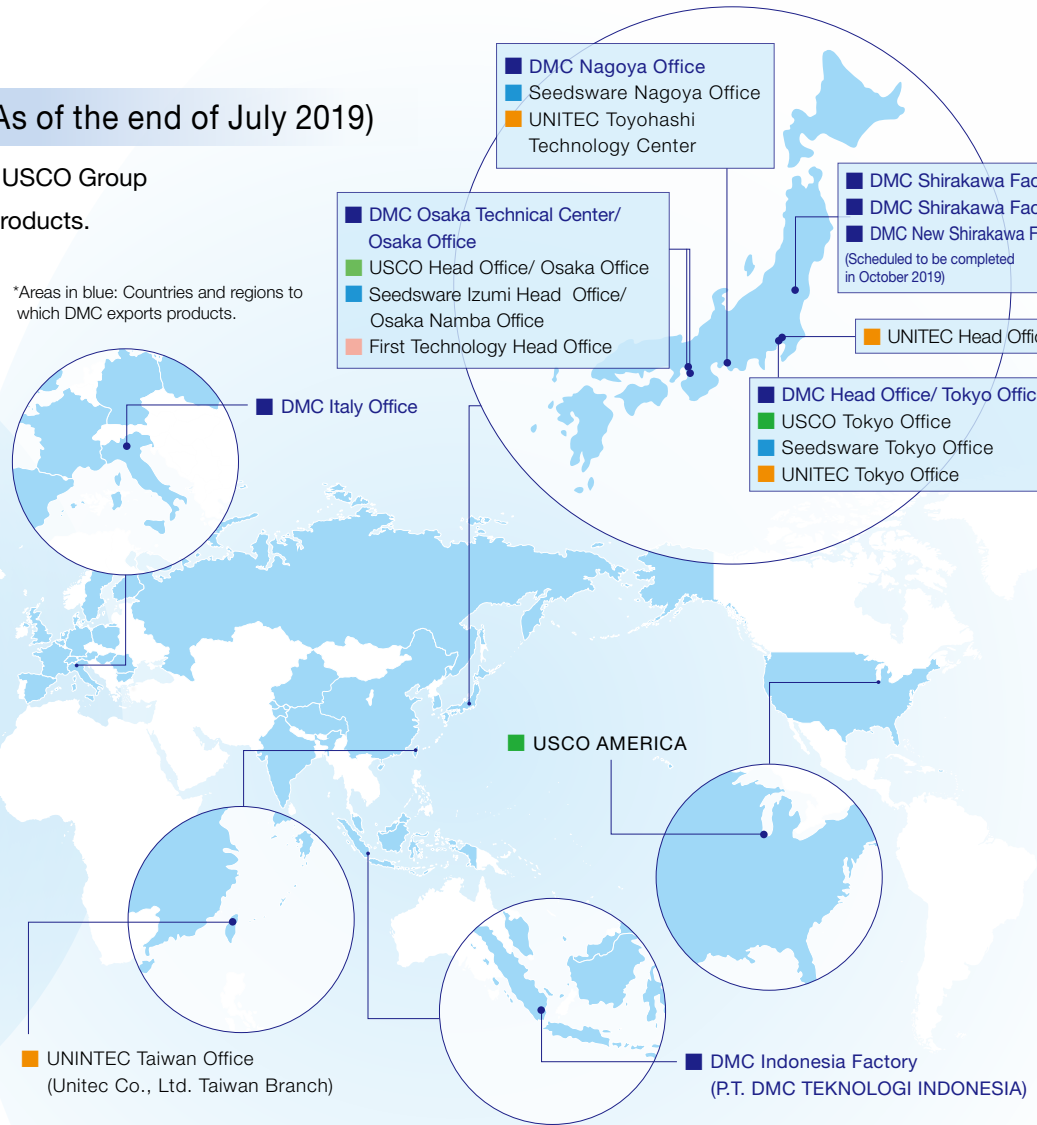 As of the end of July 2019)
USCO Group
roducts.
*Areas in blue: Countries and regions to
which DMC exports products.
DMC Nagoya Office
Seedsware Nagoya Office
UNITEC Toyohashi
Technology Center
DMC Osaka Technical Center/
Osaka Office
USCO Head Office/ Osaka Office
Seedsware Izumi Head Office/
Osaka Namba Office
First Technology Head Office
DMC Shirakawa Fac
DMC Shirakawa Fac
DMC New Shirakawa F
(Scheduled to be completed
in October 2019)
UNITEC Head Offic
DMC Head Office/ Tokyo Offic
USCO Tokyo Office
Seedsware Tokyo Office
UNITEC Tokyo Office
DMC Italy Office
USCO AMERICA
UNINTEC Taiwan Office
(Unitec Co., Ltd. Taiwan Branch)
DMC Indonesia Factory
(P.T. DMC TEKNOLOGI INDONESIA)